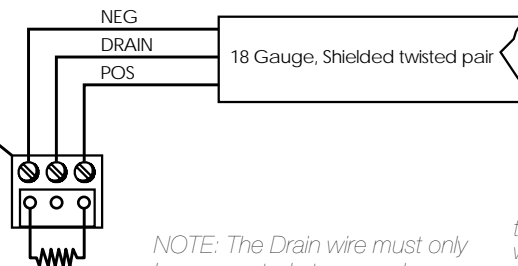 NEG
DRAIN
POS
18 Gauge, Shielded twisted pair
NOTE: The Drain wire must only